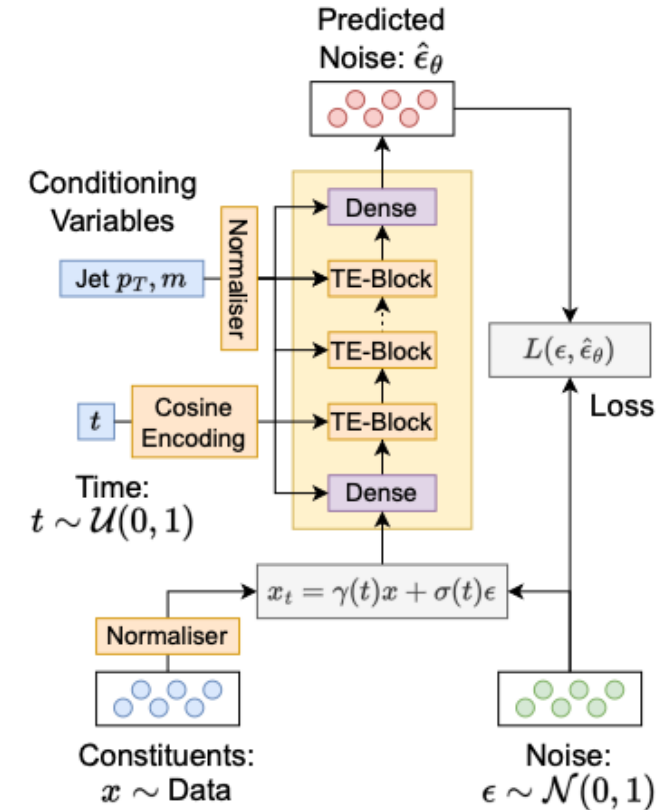 Predicted
Noise: ϵ̂_θ
Conditioning
Variables
Normaliser
Dense
Jet p_T, m
TE-Block
TE-Block
L(ϵ, ϵ̂_θ)
Loss
t
Cosine
Encoding
TE-Block
Time:
t ∼ 𝒰(0, 1)
Dense
x_t = γ(t)x + σ(t)ϵ
Normaliser
Constituents:
x ∼ Data
Noise:
ϵ ∼ 𝒩(0, 1)